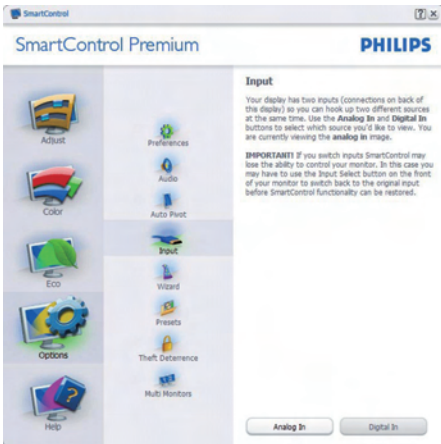 SmartControl
SmartControl Premium
PHILIPS
Adjust
Color
Eco
Options
Help
Preferences
Audio
Auto Pivot
Input
Wizard
Presets
Theft Deterrence
Multi Monitors
Input
Your display has two inputs (connections on back of
this display) so you can hook up two different sources
at the same time. Use the Analog In and Digital In
buttons to select which source you'd like to view. You
are currently viewing the analog in image.
IMPORTANT! If you switch inputs SmartControl may
lose the ability to control your monitor. In this case you
may have to use the Input Select button on the front
of your monitor to switch back to the original input
before SmartControl functionality can be restored.
Analog In
Digital In